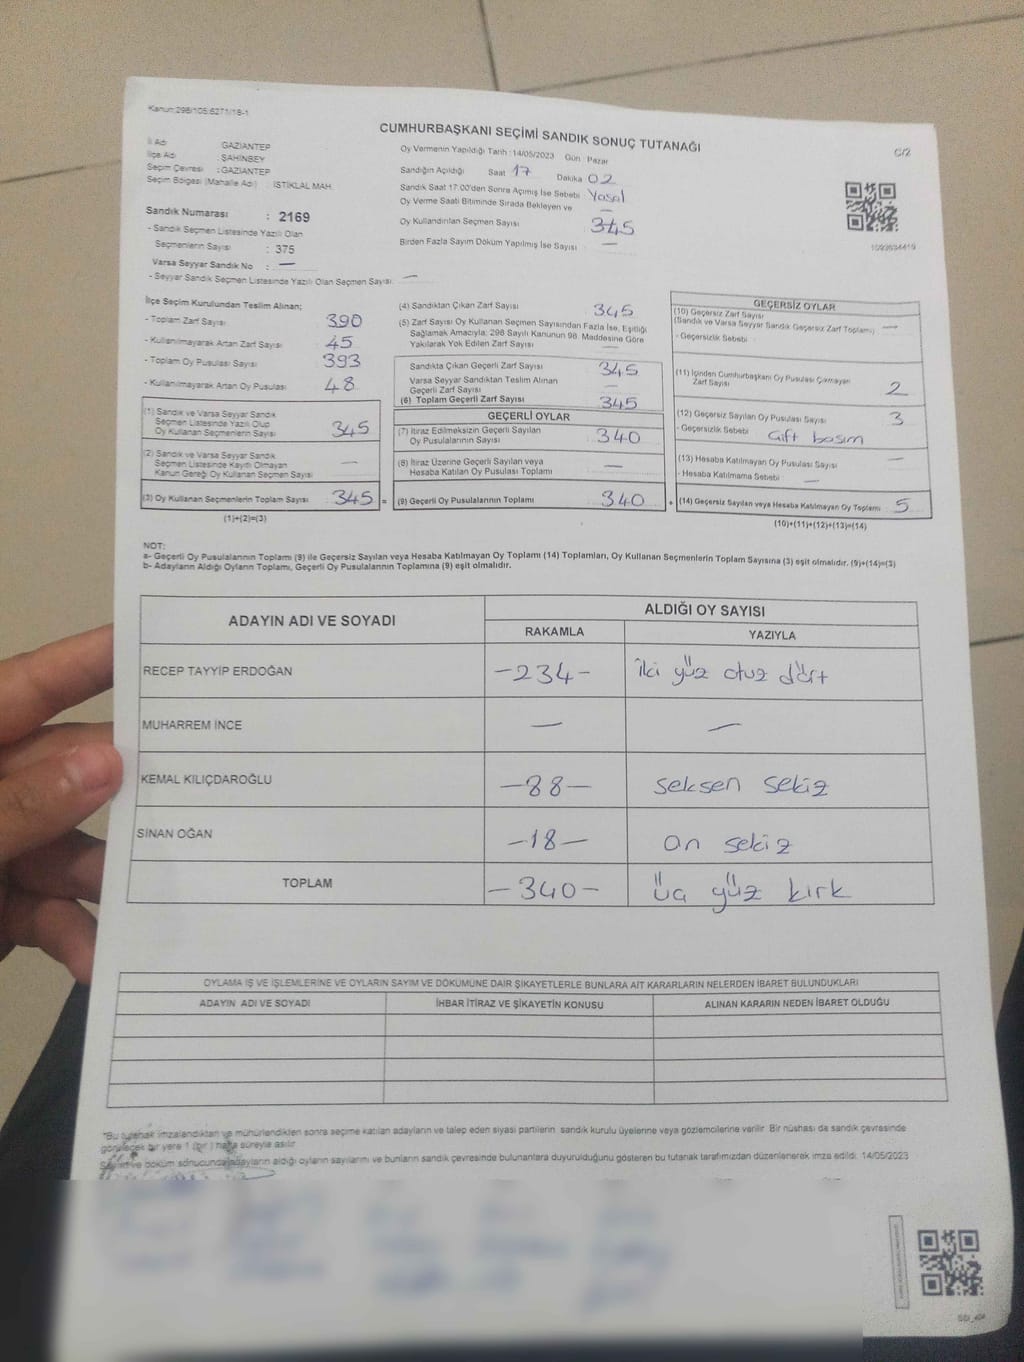 Kanun:298/105;6271/18-1
CUMHURBAŞKANI SEÇİMİ SANDIK SONUÇ TUTANAĞI
C/2
İl Adı GAZİANTEP
İlçe Adı : ŞAHİNBEY
Seçim Çevresi : GAZİANTEP
Seçim Bölgesi (Mahalle Adı) : İSTİKLAL MAH.
Sandık Numarası : 2169
- Sandık Seçmen Listesinde Yazılı Olan
Seçmenlerin Sayısı : 375
Varsa Seyyar Sandık No : —
- Seyyar Sandık Seçmen Listesinde Yazılı Olan Seçmen Sayısı: —
Oy Vermenin Yapıldığı Tarih : 14/05/2023 Gün : Pazar
Sandığın Açıldığı Saat 17 Dakika 02
Sandık Saat 17:00'den Sonra Açmış İse Sebebi Yasal
Oy Verme Saati Bitiminde Sırada Bekleyen ve —
Oy Kullandırılan Seçmen Sayısı 345
Birden Fazla Sayım Döküm Yapılmış İse Sayısı —
1093634419
İlçe Seçim Kurulundan Teslim Alınan;
- Toplam Zarf Sayısı 390
- Kullanılmayarak Artan Zarf Sayısı 45
- Toplam Oy Pusulası Sayısı 393
- Kullanılmayarak Artan Oy Pusulası 48
(1) Sandık ve Varsa Seyyar Sandık
Seçmen Listesinde Yazılı Olup
Oy Kullanan Seçmenlerin Sayısı 345
(2) Sandık ve Varsa Seyyar Sandık
Seçmen Listesinde Kayıtlı Olmayan
Kanun Gereği Oy Kullanan Seçmen Sayısı —
(3) Oy Kullanan Seçmenlerin Toplam Sayısı 345 =
(1)+(2)=(3)
(4) Sandıktan Çıkan Zarf Sayısı 345
(5) Zarf Sayısı Oy Kullanan Seçmen Sayısından Fazla İse, Eşitliği
Sağlamak Amacıyla; 298 Sayılı Kanunun 98. Maddesine Göre
Yakılarak Yok Edilen Zarf Sayısı —
Sandıkta Çıkan Geçerli Zarf Sayısı 345
Varsa Seyyar Sandıktan Teslim Alınan
Geçerli Zarf Sayısı —
(6) Toplam Geçerli Zarf Sayısı 345
GEÇERLİ OYLAR
(7) İtiraz Edilmeksizin Geçerli Sayılan
Oy Pusulalarının Sayısı 340
(8) İtiraz Üzerine Geçerli Sayılan veya
Hesaba Katılan Oy Pusulası Toplamı —
(9) Geçerli Oy Pusulalarının Toplamı 340 +
GEÇERSİZ OYLAR
(10) Geçersiz Zarf Sayısı
(Sandık ve Varsa Seyyar Sandık Geçersiz Zarf Toplamı) —
- Geçersizlik Sebebi
(11) İçinden Cumhurbaşkanı Oy Pusulası Çıkmayan
Zarf Sayısı 2
(12) Geçersiz Sayılan Oy Pusulası Sayısı 3
- Geçersizlik Sebebi Çift basım
(13) Hesaba Katılmayan Oy Pusulası Sayısı —
- Hesaba Katılmama Sebebi —
(14) Geçersiz Sayılan veya Hesaba Katılmayan Oy Toplamı 5
(10)+(11)+(12)+(13)=(14)
NOT:
a- Geçerli Oy Pusulalarının Toplamı (9) ile Geçersiz Sayılan veya Hesaba Katılmayan Oy Toplamı (14) Toplamları, Oy Kullanan Seçmenlerin Toplam Sayısına (3) eşit olmalıdır. (9)+(14)=(3)
b- Adayların Aldığı Oyların Toplamı, Geçerli Oy Pusulalarının Toplamına (9) eşit olmalıdır.
ADAYIN ADI VE SOYADI ALDIĞI OY SAYISI
RAKAMLA YAZIYLA
RECEP TAYYİP ERDOĞAN -234- İki yüz otuz dört
MUHARREM İNCE — —
KEMAL KILIÇDAROĞLU -88- seksen sekiz
SİNAN OĞAN -18- on sekiz
TOPLAM -340- Üç yüz kırk
OYLAMA İŞ VE İŞLEMLERİNE VE OYLARIN SAYIM VE DÖKÜMÜNE DAİR ŞİKAYETLERLE BUNLARA AİT KARARLARIN NELERDEN İBARET BULUNDUKLARI
ADAYIN ADI VE SOYADI İHBAR İTİRAZ VE ŞİKAYETİN KONUSU ALINAN KARARIN NEDEN İBARET OLDUĞU
*Bu tutanak imzalandıktan ve mühürlendikten sonra seçime katılan adayların ve talep eden siyasi partilerin sandık kurulu üyelerine veya gözlemcilerine verilir. Bir nüshası da sandık çevresinde
görülecek bir yere 1 (bir) hafta süreyle asılır.
Sayım ve döküm sonucunda adayların aldığı oyların sayılarını ve bunların sandık çevresinde bulunanlara duyurulduğunu gösteren bu tutanak tarafımızdan düzenlenerek imza edildi. 14/05/2023